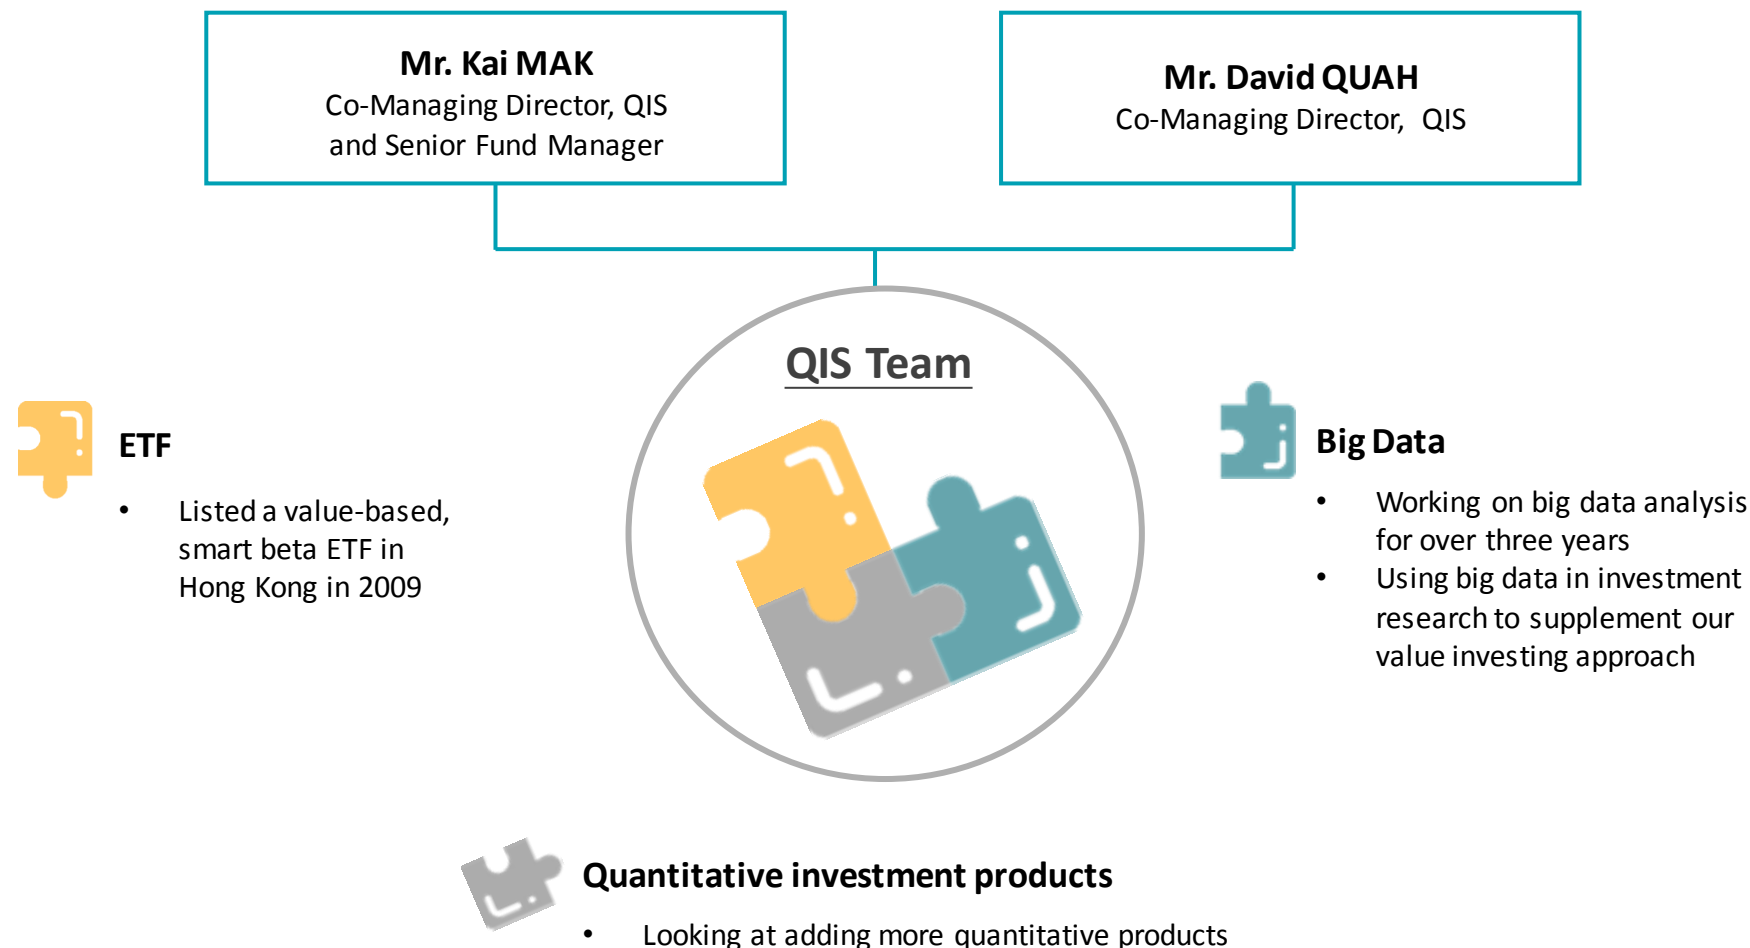 Mr. Kai MAK
Co-Managing Director, QIS
and Senior Fund Manager
Mr. David QUAH
Co-Managing Director, QIS
QIS Team
ETF
• Listed a value-based,
smart beta ETF in
Hong Kong in 2009
Big Data
• Working on big data analysis
for over three years
• Using big data in investment
research to supplement our
value investing approach
Quantitative investment products
• Looking at adding more quantitative products